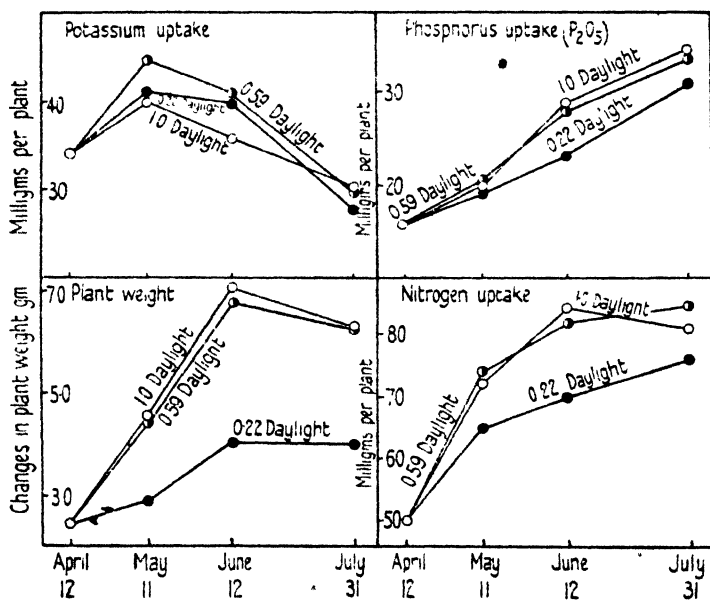 Potassium uptake
Milligms per plant
40
30
0.59 Daylight
0.22 Daylight
1.0 Daylight
Phosphorus uptake (P₂O₅)
Milligms per plant
30
20
1.0 Daylight
0.22 Daylight
0.59 Daylight
Plant weight
Changes in plant weight gm
70
50
30
1.0 Daylight
0.59 Daylight
0.22 Daylight
April 12
May 11
June 12
July 31
Nitrogen uptake
Milligms per plant
80
70
60
50
1.0 Daylight
0.59 Daylight
0.22 Daylight
April 12
May 11
June 12
July 31